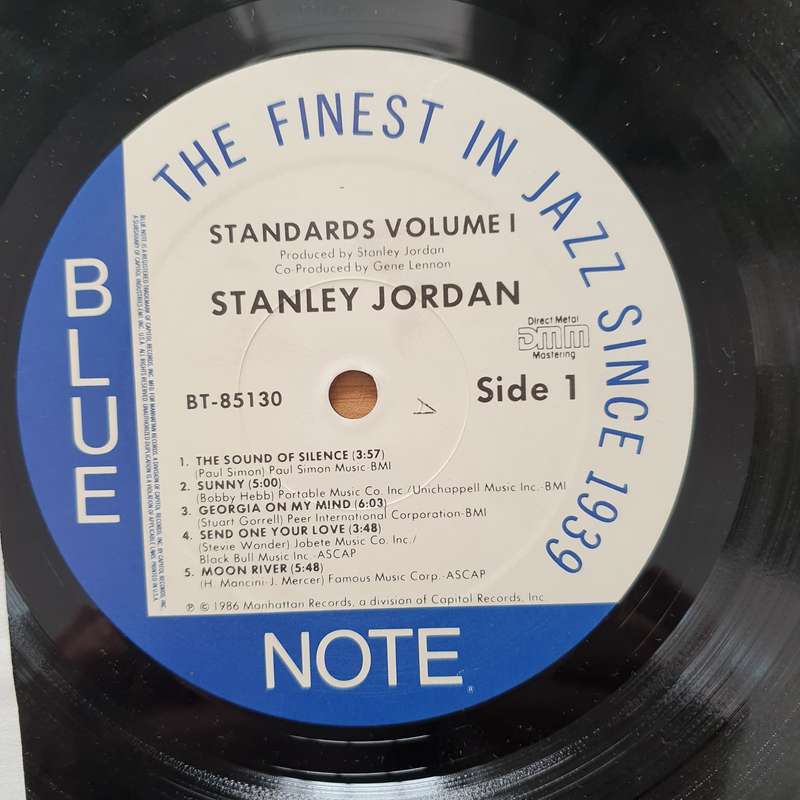 THE FINEST IN JAZZ SINCE 1939
STANDARDS VOLUME I
Produced by Stanley Jordan
Co-Produced by Gene Lennon
STANLEY JORDAN
Direct Metal
DMM
Mastering
BT-85130
A
Side 1
1. THE SOUND OF SILENCE (3:57)
(Paul Simon) Paul Simon Music-BMI
2. SUNNY (5:00)
(Bobby Hebb) Portable Music Co. Inc./Unichappell Music Inc.-BMI
3. GEORGIA ON MY MIND (6:03)
(Stuart Gorrell) Peer International Corporation-BMI
4. SEND ONE YOUR LOVE (3:48)
(Stevie Wonder) Jobete Music Co. Inc./
Black Bull Music Inc.-ASCAP
5. MOON RIVER (5:48)
(H. Mancini-J. Mercer) Famous Music Corp.-ASCAP
℗ © 1986 Manhattan Records, a division of Capitol Records, Inc.
BLUE
NOTE®